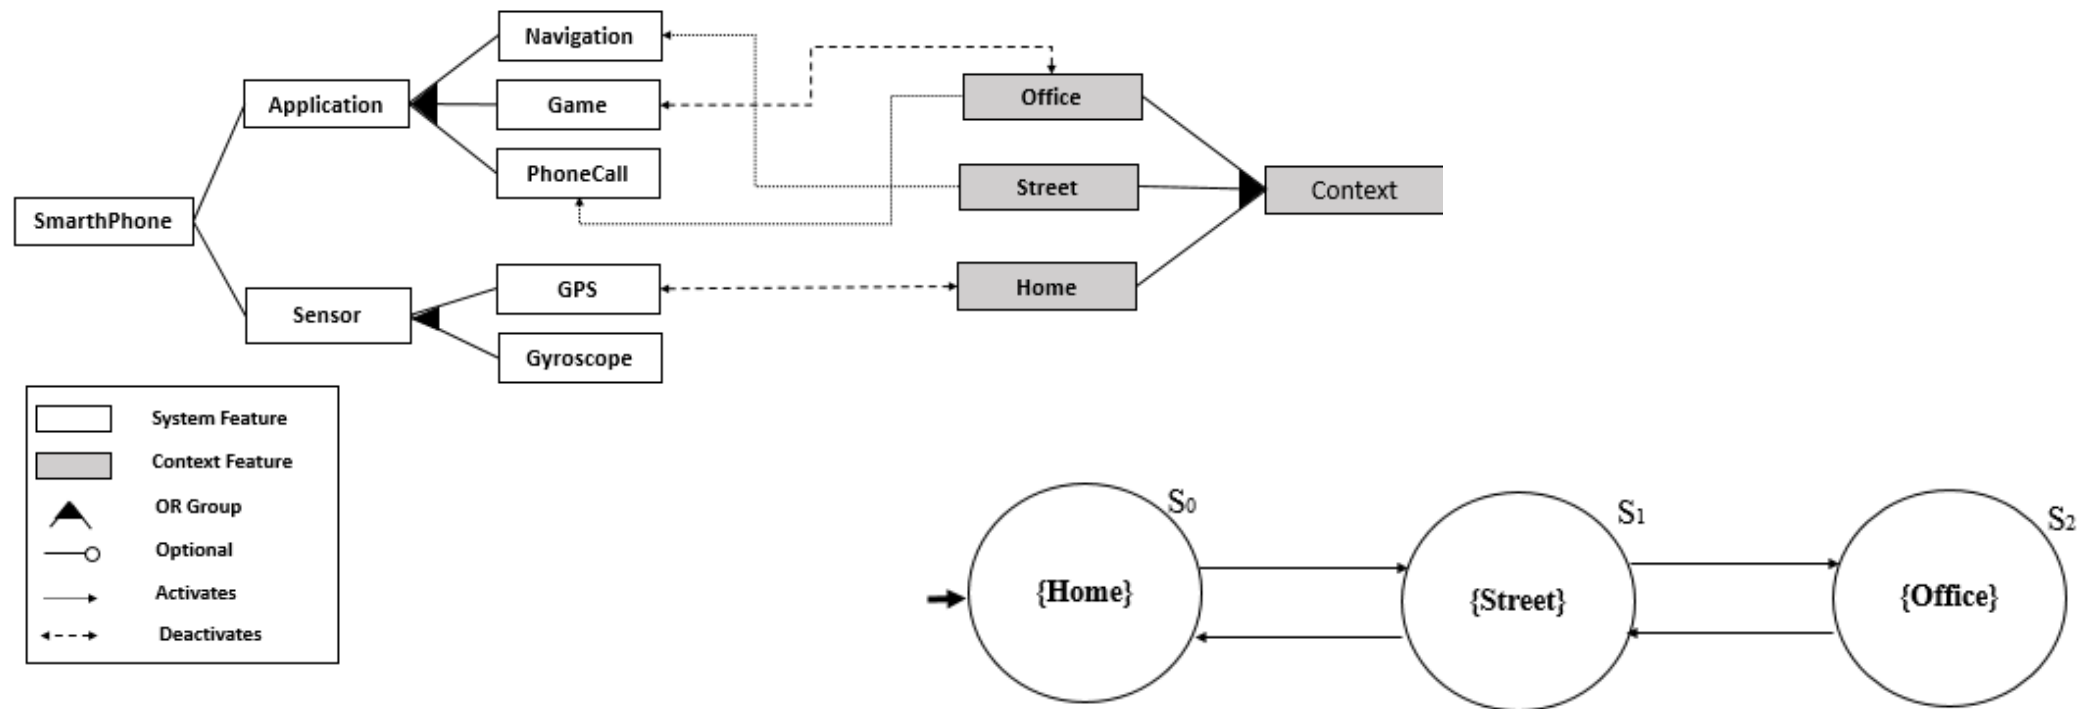 Navigation
Application
Game
PhoneCall
SmarthPhone
GPS
Sensor
Gyroscope
Office
Street
Context
Home
System Feature
Context Feature
OR Group
Optional
Activates
Deactivates
S0
{Home}
S1
{Street}
S2
{Office}